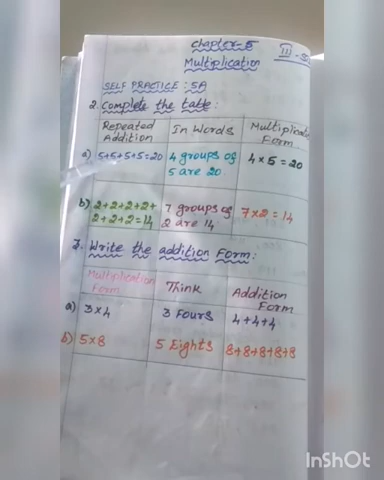 Chapter-5
III
Multiplication
SELF PRACTICE : 5A
2. Complete the table:
Repeated Addition | In Words | Multiplication Form
a) 5+5+5+5=20 | 4 groups of 5 are 20. | 4 × 5 = 20
b) 2+2+2+2+ 2+2+2=14 | 7 groups of 2 are 14 | 7×2 = 14
3. Write the addition Form:
Multiplication Form | Think | Addition Form
a) 3×4 | 3 Fours | 4+4+4
b) 5×8 | 5 Eights | 8+8+8+8+8
InShOt